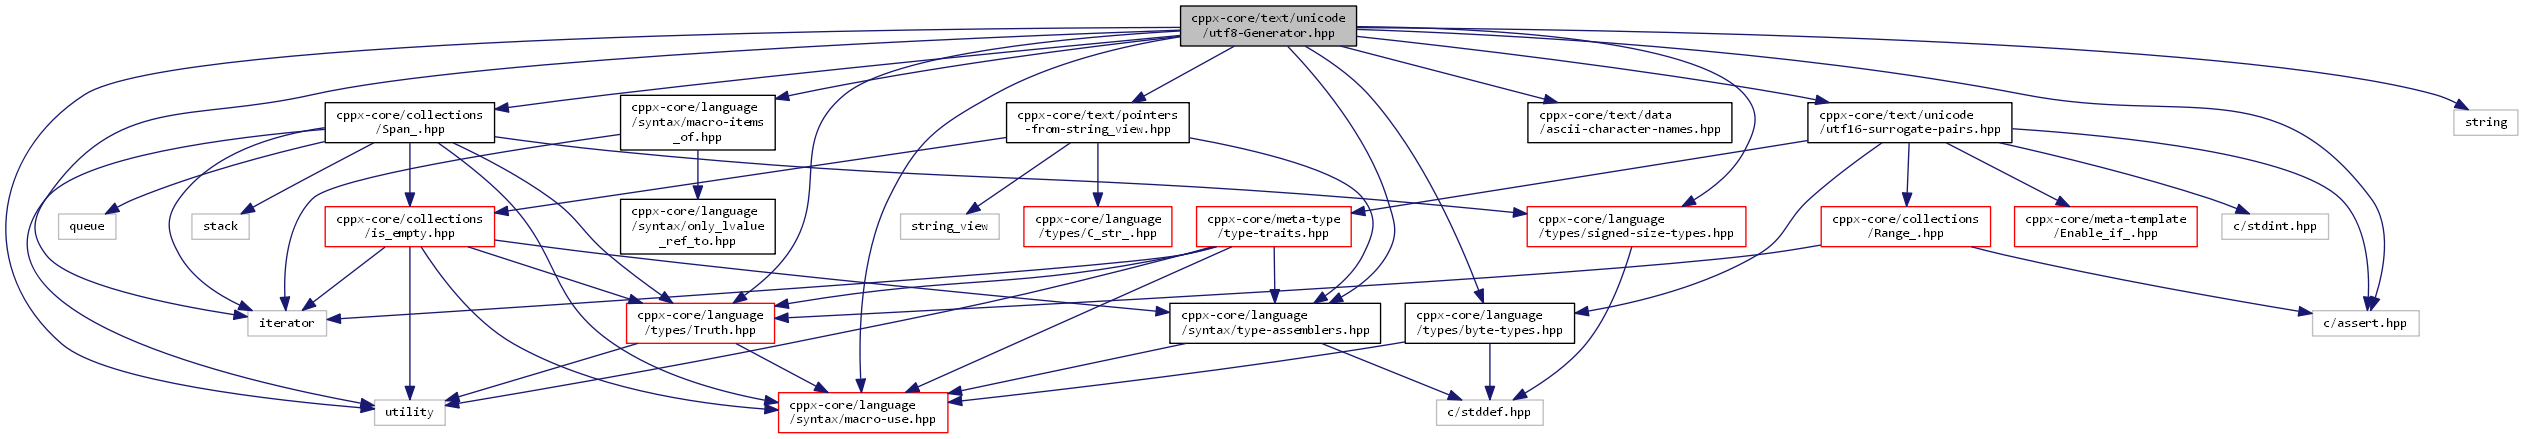 cppx-core/text/unicode
/utf8-Generator.hpp
cppx-core/collections
/Span_.hpp
cppx-core/language
/syntax/macro-items
_of.hpp
cppx-core/text/pointers
-from-string_view.hpp
cppx-core/text/data
/ascii-character-names.hpp
cppx-core/text/unicode
/utf16-surrogate-pairs.hpp
string
queue
stack
cppx-core/collections
/is_empty.hpp
cppx-core/language
/syntax/only_lvalue
_ref_to.hpp
string_view
cppx-core/language
/types/C_str_.hpp
cppx-core/meta-type
/type-traits.hpp
cppx-core/language
/types/signed-size-types.hpp
cppx-core/collections
/Range_.hpp
cppx-core/meta-template
/Enable_if_.hpp
c/stdint.hpp
iterator
cppx-core/language
/types/Truth.hpp
cppx-core/language
/syntax/type-assemblers.hpp
cppx-core/language
/types/byte-types.hpp
c/assert.hpp
utility
cppx-core/language
/syntax/macro-use.hpp
c/stddef.hpp